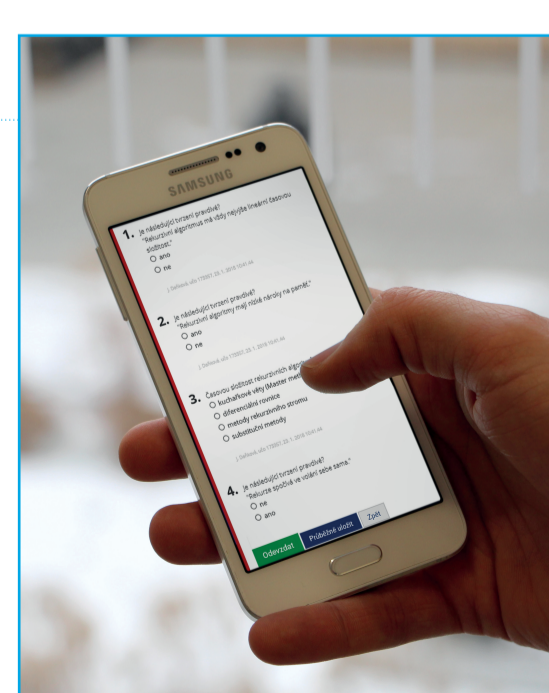 SAMSUNG
1. Je následující tvrzení pravdivé?
"Rekurzivní algoritmus má vždy nejvýše lineární časovou
složitost."
ano
ne
2. Je následující tvrzení pravdivé?
"Rekurzivní algoritmy mají nízké nároky na paměť."
ano
ne
3. Časovou složitost rekurzivních
kuchařkové věty (Master
diferenciální rovnice
metody rekurzivního stromu
substituční metody
4. Je následující tvrzení pravdivé?
"Rekurze spočívá ve volání sebe sama."
ne
ano
Odevzdat Průběžně uložit Zpět